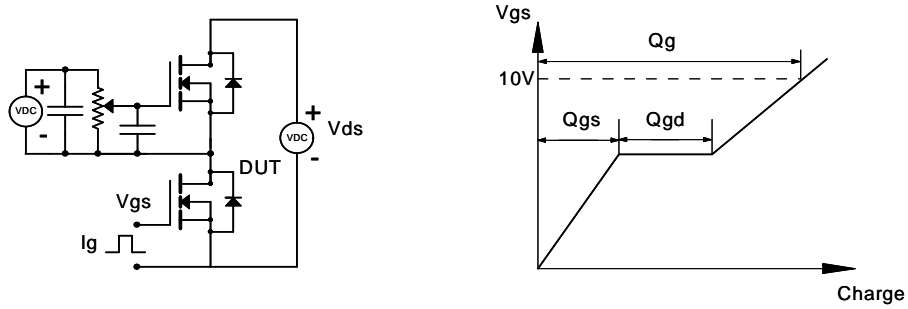 VDC
+
-
VDC
+
-
Vds
DUT
Vgs
Ig
Vgs
Qg
10V
Qgs
Qgd
Charge